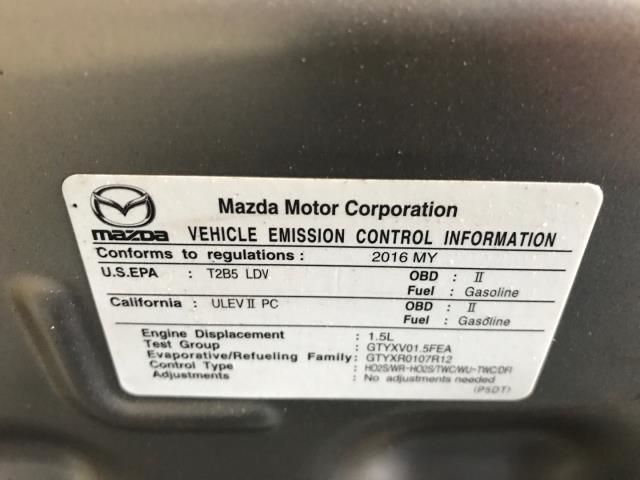 Mazda Motor Corporation
mazda VEHICLE EMISSION CONTROL INFORMATION
Conforms to regulations : 2016 MY
U.S.EPA : T2B5 LDV OBD : II
Fuel : Gasoline
California : ULEV II PC OBD : II
Fuel : Gasoline
Engine Displacement : 1.5L
Test Group : GTYXV01.5FEA
Evaporative/Refueling Family: GTYXR0107R12
Control Type : HO2S/WR-HO2S/TWC/WU-TWC/DFI
Adjustments : No adjustments needed
(P5DT)